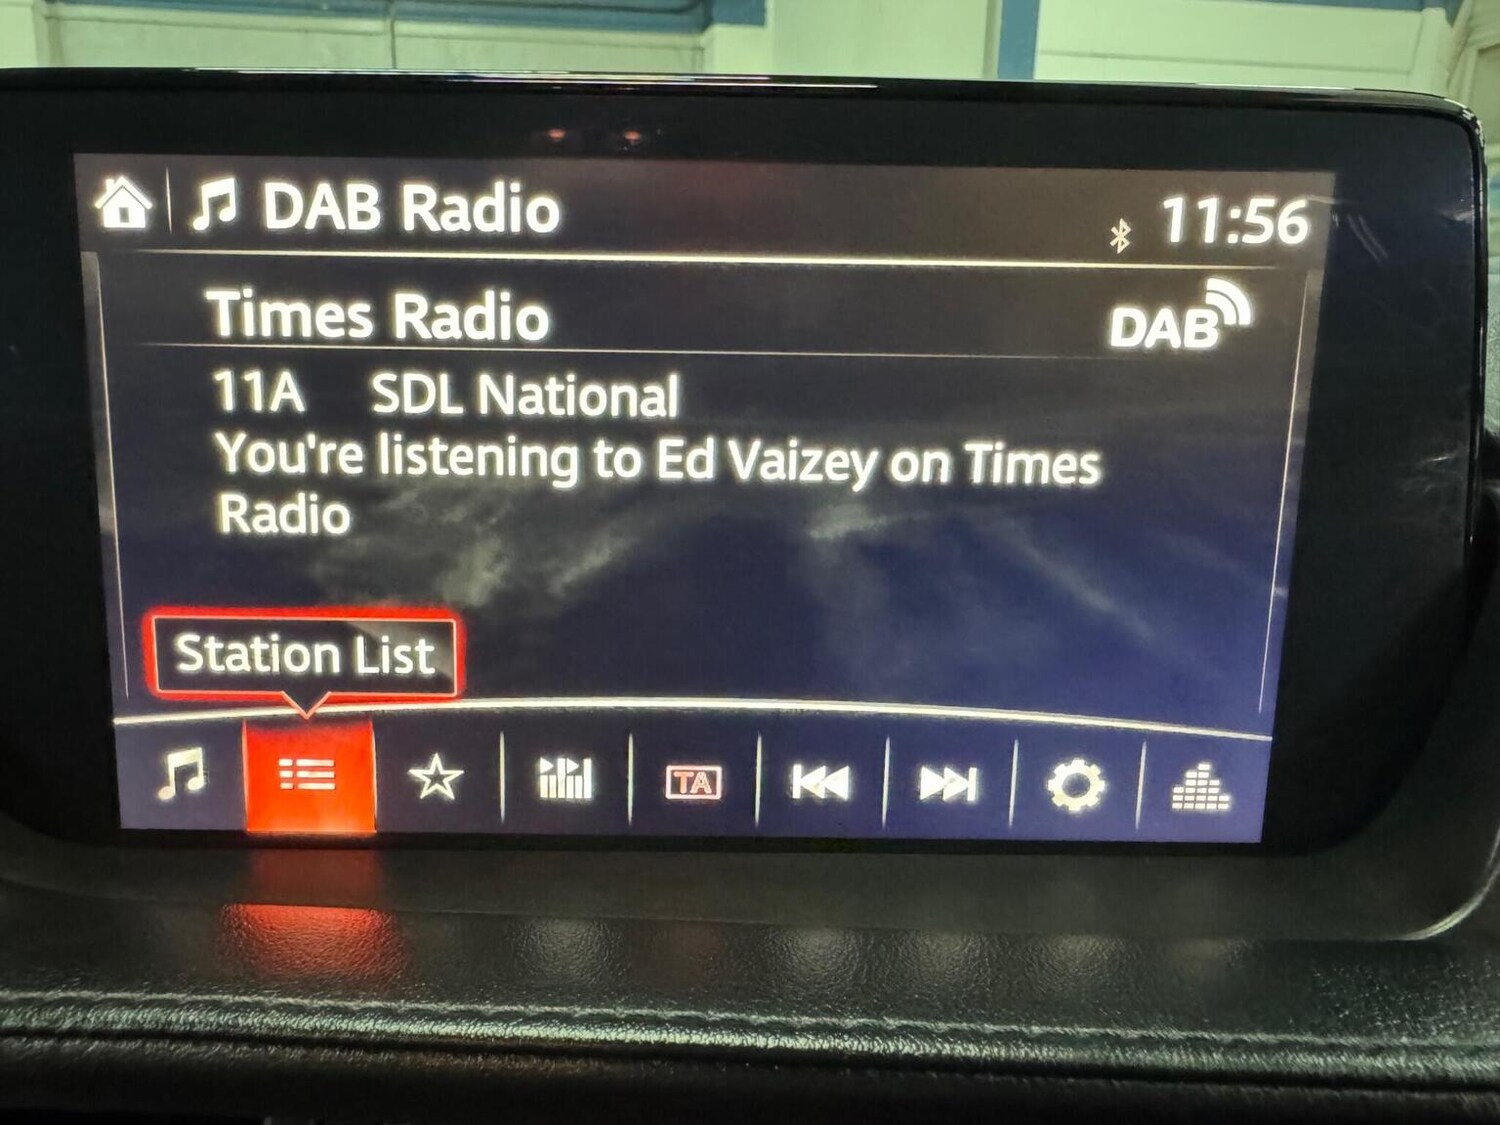 DAB Radio
11:56
Times Radio
DAB
11A SDL National
You're listening to Ed Vaizey on Times
Radio
Station List
TA